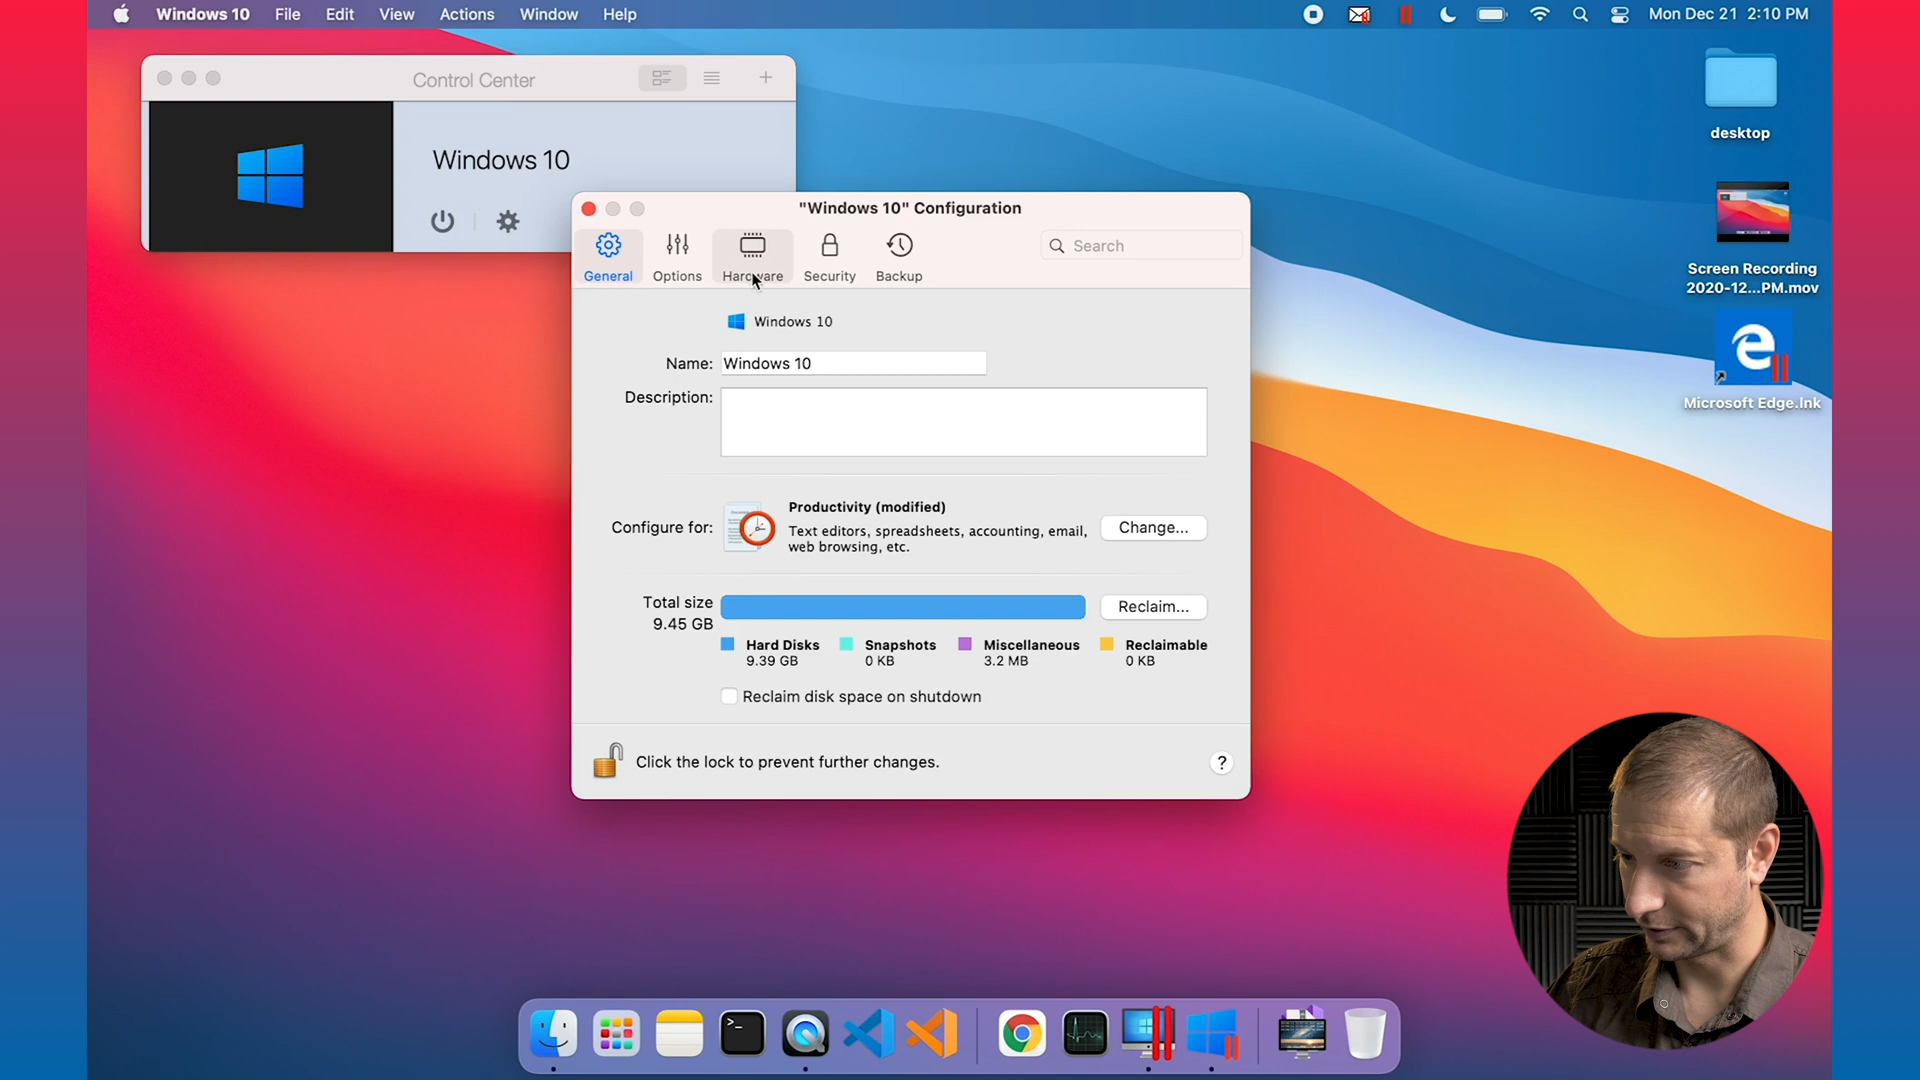 Windows 10 File Edit View Actions Window Help
Mon Dec 21 2:10 PM
Control Center
Windows 10
desktop
Screen Recording
2020-12...PM.mov
Microsoft Edge.lnk
"Windows 10" Configuration
General Options Hardware Security Backup
Search
Windows 10
Name: Windows 10
Description:
Configure for:
Productivity (modified)
Text editors, spreadsheets, accounting, email,
web browsing, etc.
Change...
Total size
9.45 GB
Reclaim...
Hard Disks
9.39 GB
Snapshots
0 KB
Miscellaneous
3.2 MB
Reclaimable
0 KB
Reclaim disk space on shutdown
Click the lock to prevent further changes.
?